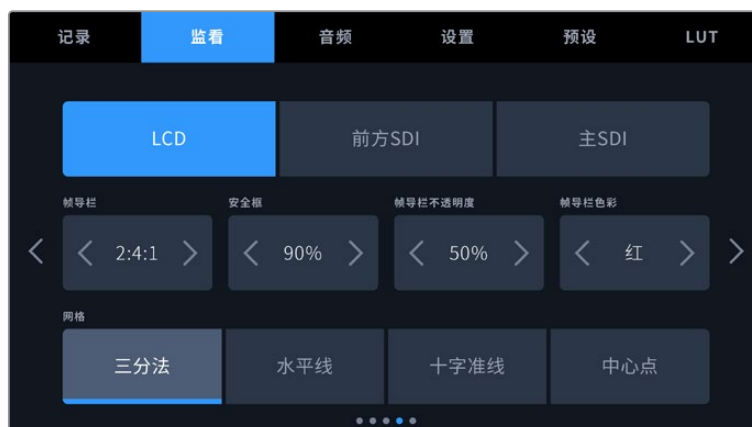 记录 监看 音频 设置 预设 LUT
LCD 前方SDI 主SDI
帧导栏 安全框 帧导栏不透明度 帧导栏色彩
2:4:1 90% 50% 红
网格
三分法 水平线 十字准线 中心点